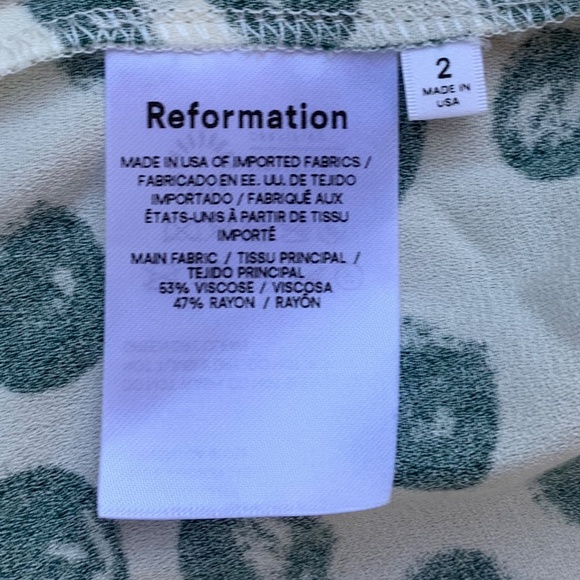 Reformation
MADE IN USA OF IMPORTED FABRICS /
FABRICADO EN EE. UU. DE TEJIDO
IMPORTADO / FABRIQUÉ AUX
ÉTATS-UNIS À PARTIR DE TISSU
IMPORTÉ
MAIN FABRIC / TISSU PRINCIPAL /
TEJIDO PRINCIPAL
53% VISCOSE / VISCOSA
47% RAYON / RAYÓN
2
MADE IN
USA